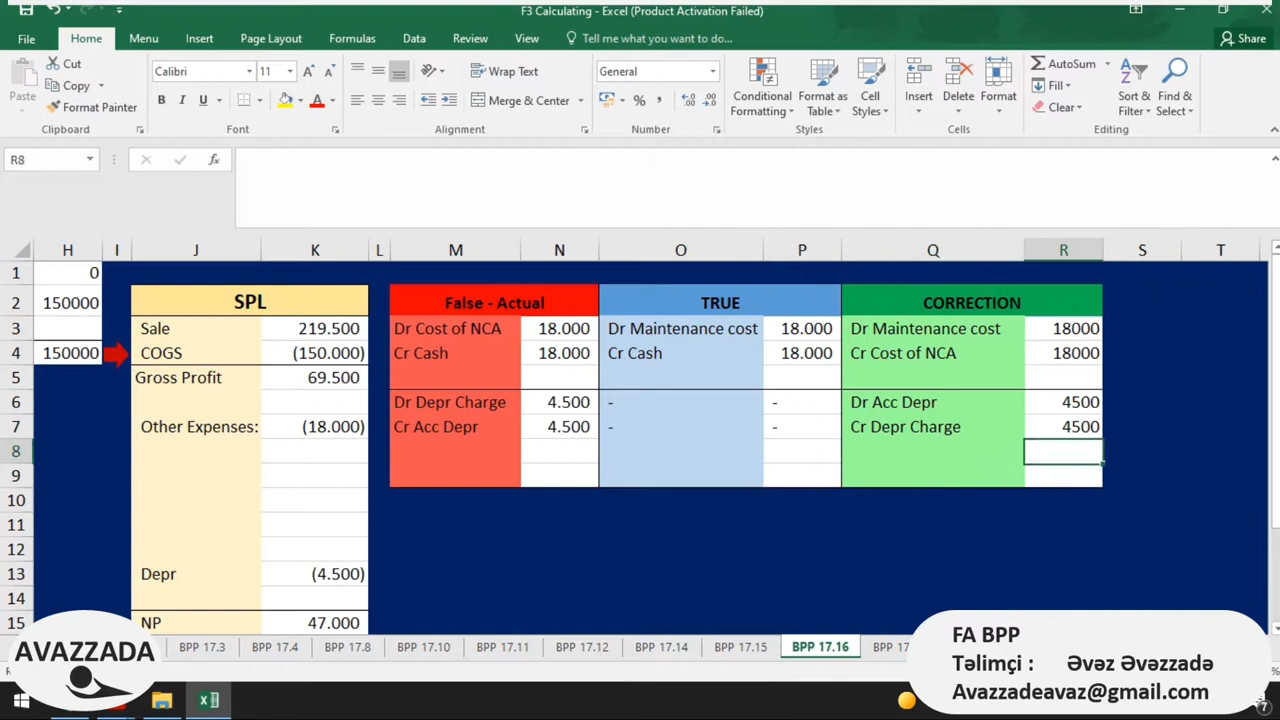 F3 Calculating - Excel (Product Activation Failed)
File Home Menu Insert Page Layout Formulas Data Review View Tell me what you want to do... Share
Paste
Cut
Copy
Format Painter
Clipboard
Calibri 11
B I U
Font
Wrap Text
Merge & Center
Alignment
General
% ,
Number
Conditional Formatting
Format as Table
Cell Styles
Styles
Insert
Delete
Format
Cells
AutoSum
Fill
Clear
Sort & Filter
Find & Select
Editing
R8 fx
H I J K L M N O P Q R S T
1 0
2 150000 SPL False - Actual TRUE CORRECTION
3 Sale 219.500 Dr Cost of NCA 18.000 Dr Maintenance cost 18.000 Dr Maintenance cost 18000
4 150000 COGS (150.000) Cr Cash 18.000 Cr Cash 18.000 Cr Cost of NCA 18000
5 Gross Profit 69.500
6 Dr Depr Charge 4.500 - - Dr Acc Depr 4500
7 Other Expenses: (18.000) Cr Acc Depr 4.500 - - Cr Depr Charge 4500
8
9
10
11
12
13 Depr (4.500)
14
15 NP 47.000
BPP 17.3 BPP 17.4 BPP 17.8 BPP 17.10 BPP 17.11 BPP 17.12 BPP 17.14 BPP 17.15 BPP 17.16 BPP 17
AVAZZADA
FA BPP
Təlimçi : Əvəz Əvəzzadə
Avazzadeavaz@gmail.com
7